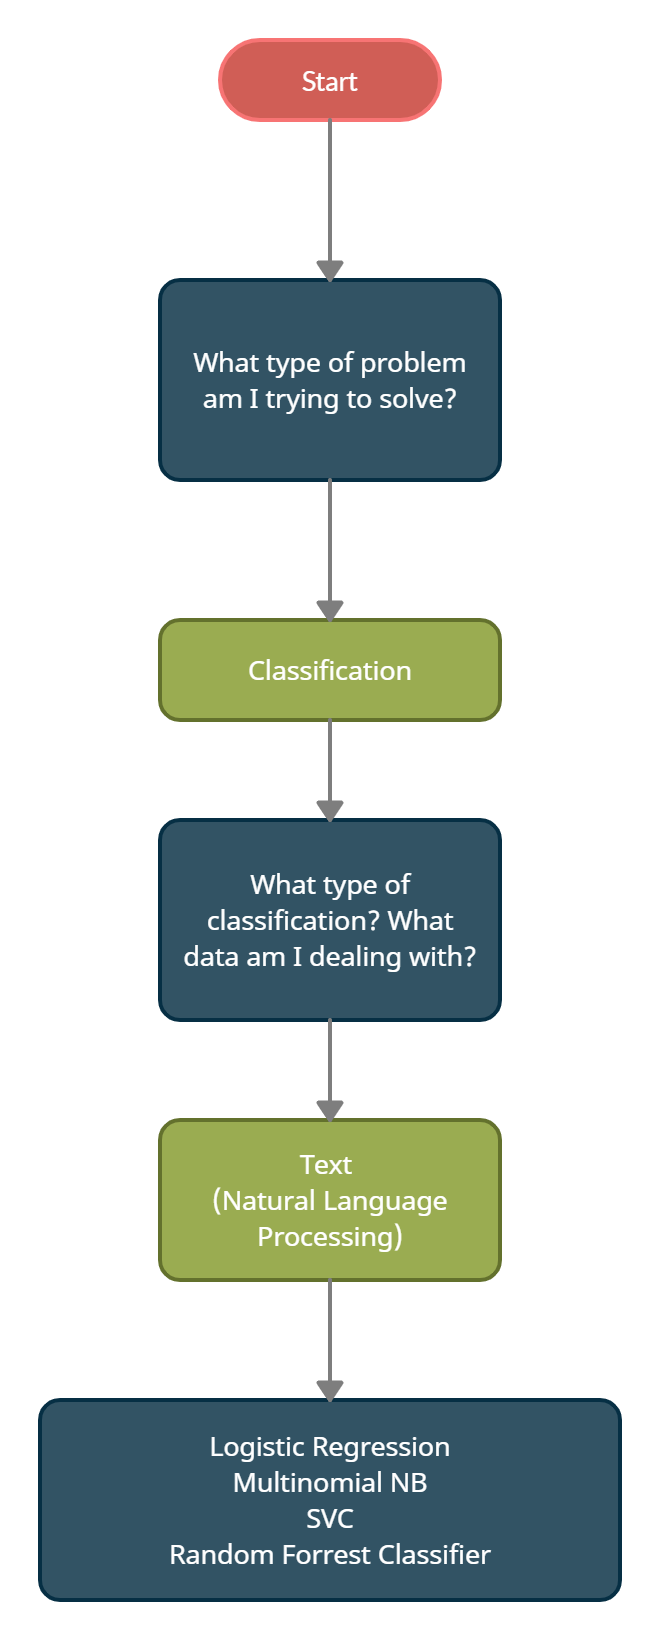 Start
What type of problem
am I trying to solve?
Classification
What type of
classification? What
data am I dealing with?
Text
(Natural Language
Processing)
Logistic Regression
Multinomial NB
SVC
Random Forrest Classifier